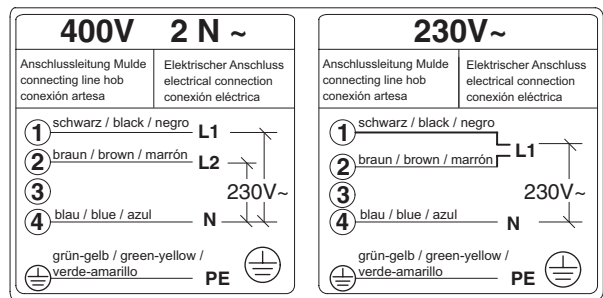 400V 2 N ~
Anschlussleitung Mulde
connecting line hob
conexión artesa
Elektrischer Anschluss
electrical connection
conexión eléctrica
1 schwarz / black / negro L1
2 braun / brown / marrón L2
3 230V~
4 blau / blue / azul N
grün-gelb / green-yellow /
verde-amarillo PE
230V~
Anschlussleitung Mulde
connecting line hob
conexión artesa
Elektrischer Anschluss
electrical connection
conexión eléctrica
1 schwarz / black / negro
L1
2 braun / brown / marrón
3 230V~
4 blau / blue / azul N
grün-gelb / green-yellow /
verde-amarillo PE